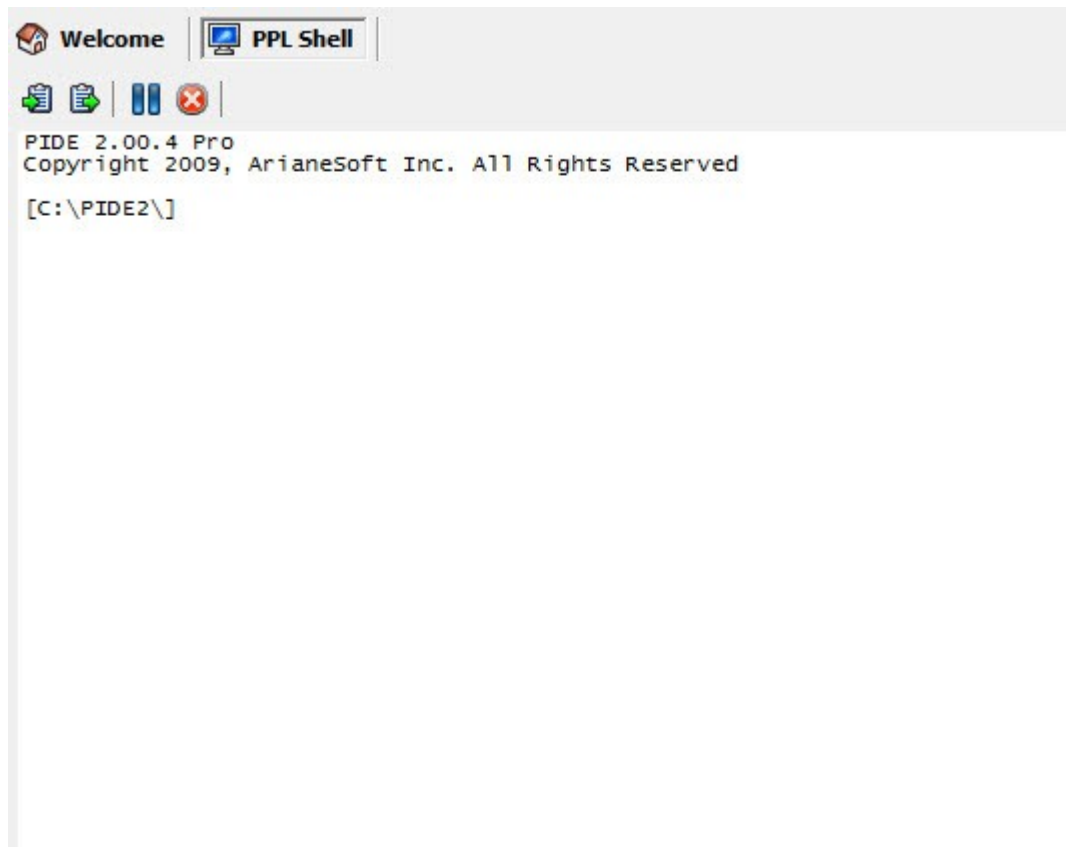 Welcome
PPL Shell
PIDE 2.00.4 Pro
Copyright 2009, ArianeSoft Inc. All Rights Reserved
[C:\PIDE2\]